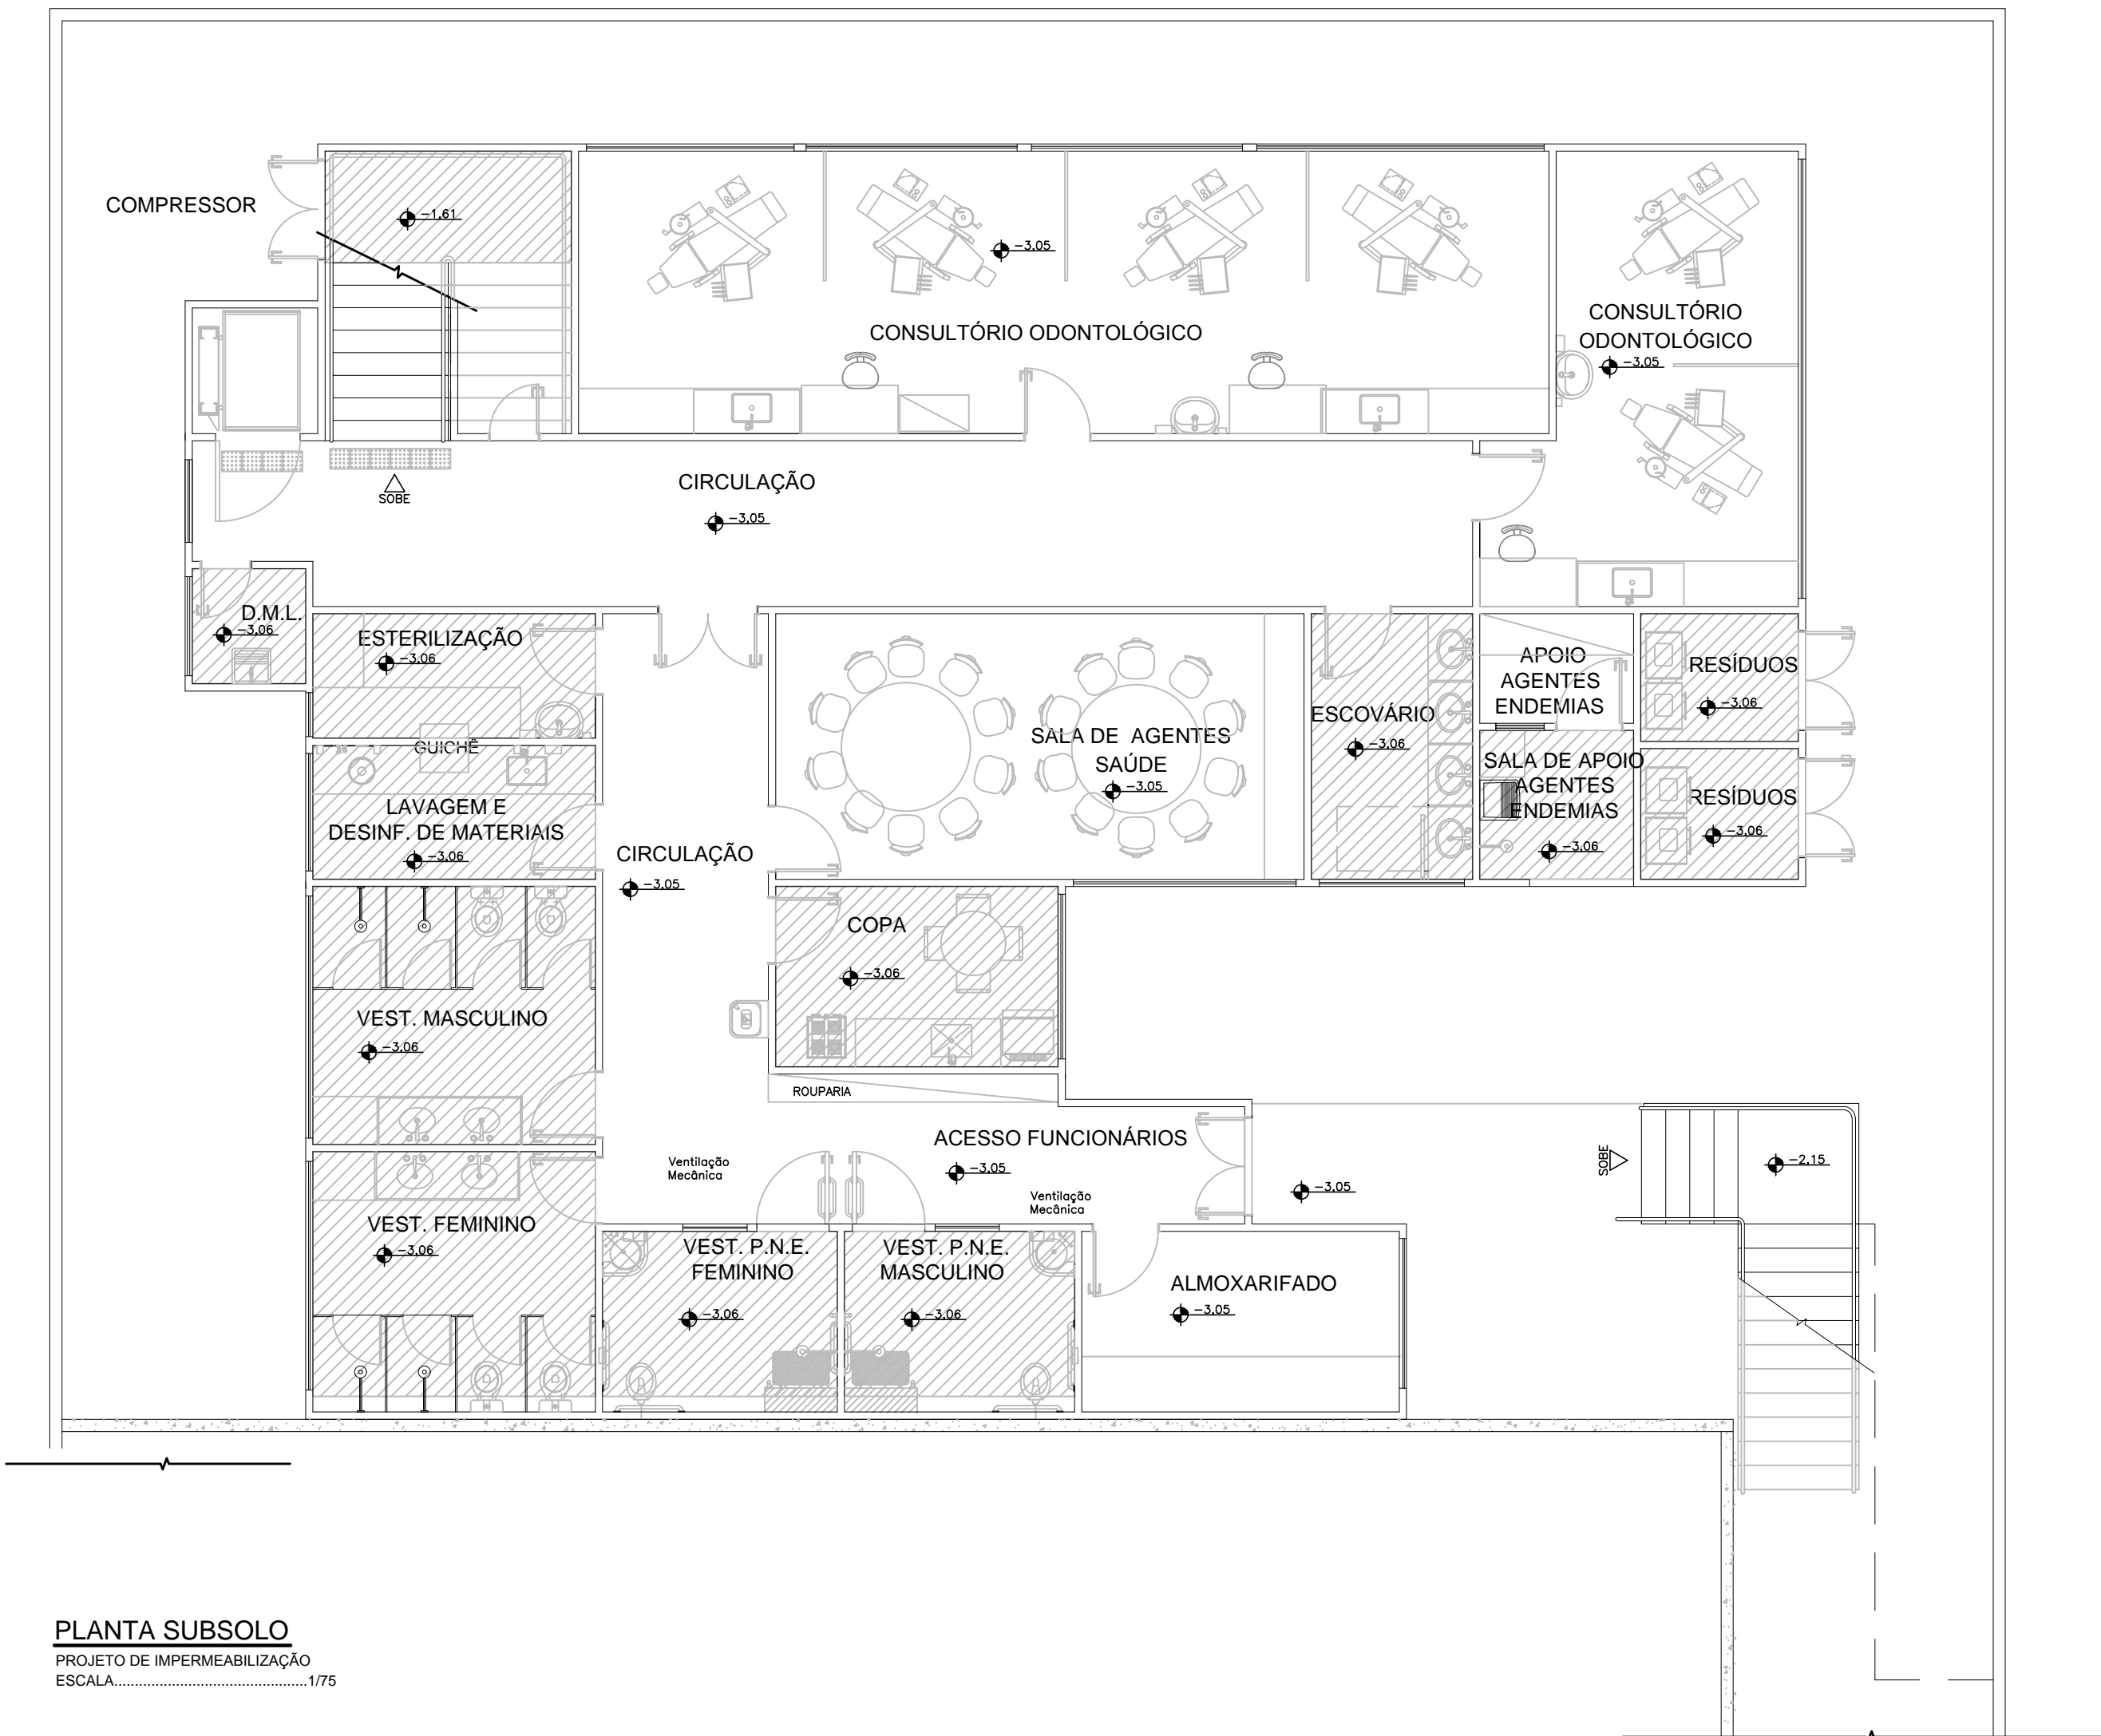 COMPRESSOR
-1.61
-3.05
CONSULTÓRIO ODONTOLÓGICO
CONSULTÓRIO
ODONTOLÓGICO
-3.05
SOBE
CIRCULAÇÃO
-3.05
D.M.L.
-3.06
ESTERILIZAÇÃO
-3.06
GUICHÊ
LAVAGEM E
DESINF. DE MATERIAIS
-3.06
CIRCULAÇÃO
-3.05
SALA DE AGENTES
SAÚDE
-3.05
ESCOVÁRIO
-3.06
APOIO
AGENTES
ENDEMIAS
SALA DE APOIO
AGENTES
ENDEMIAS
-3.06
RESÍDUOS
-3.06
RESÍDUOS
-3.06
COPA
-3.06
VEST. MASCULINO
-3.06
ROUPARIA
ACESSO FUNCIONÁRIOS
-3.05
Ventilação
Mecânica
Ventilação
Mecânica
-3.05
SOBE
-2.15
VEST. FEMININO
-3.06
VEST. P.N.E.
FEMININO
-3.06
VEST. P.N.E.
MASCULINO
-3.06
ALMOXARIFADO
-3.05
PLANTA SUBSOLO
PROJETO DE IMPERMEABILIZAÇÃO
ESCALA...............................................1/75